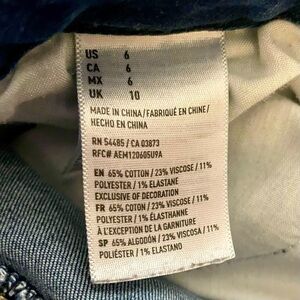 US 6
CA 6
MX 6
UK 10
MADE IN CHINA/FABRIQUÉ EN CHINE/
HECHO EN CHINA
RN 54485 / CA 03873
RFC# AEM120605U9A
EN 65% COTTON / 23% VISCOSE / 11%
POLYESTER / 1% ELASTANE
EXCLUSIVE OF DECORATION
FR 65% COTON / 23% VISCOSE / 11%
POLYESTER / 1% ÉLASTHANNE
À L'EXCEPTION DE LA GARNITURE
SP 65% ALGODÓN / 23% VISCOSA / 11%
POLIÉSTER / 1% ELASTANO